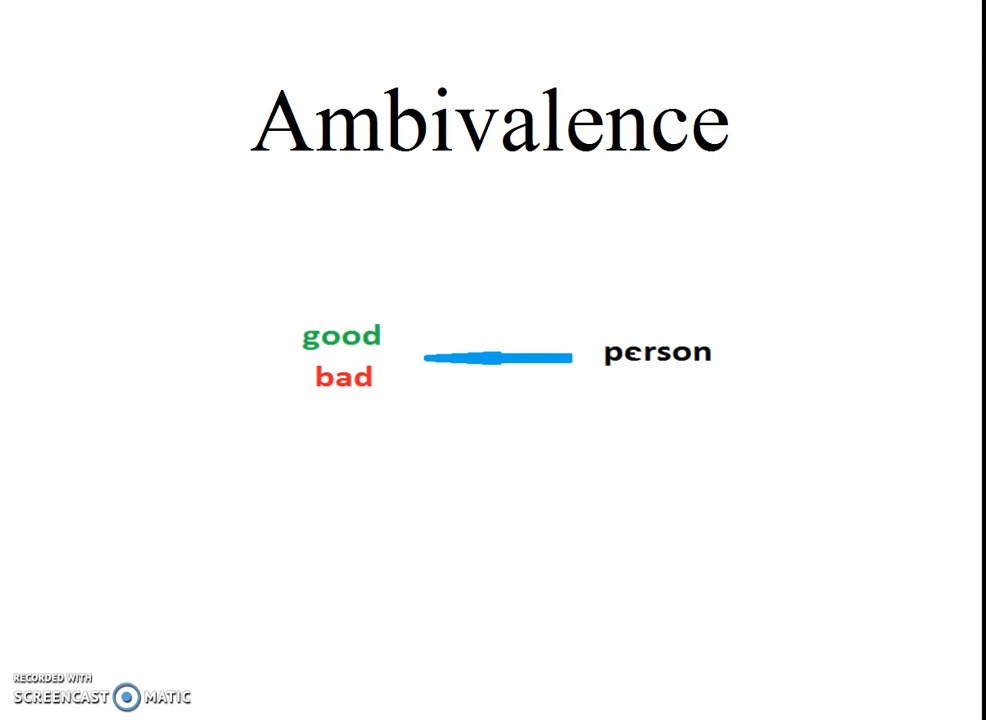 Ambivalence
good
bad
person
RECORDED WITH
SCREENCAST MATIC